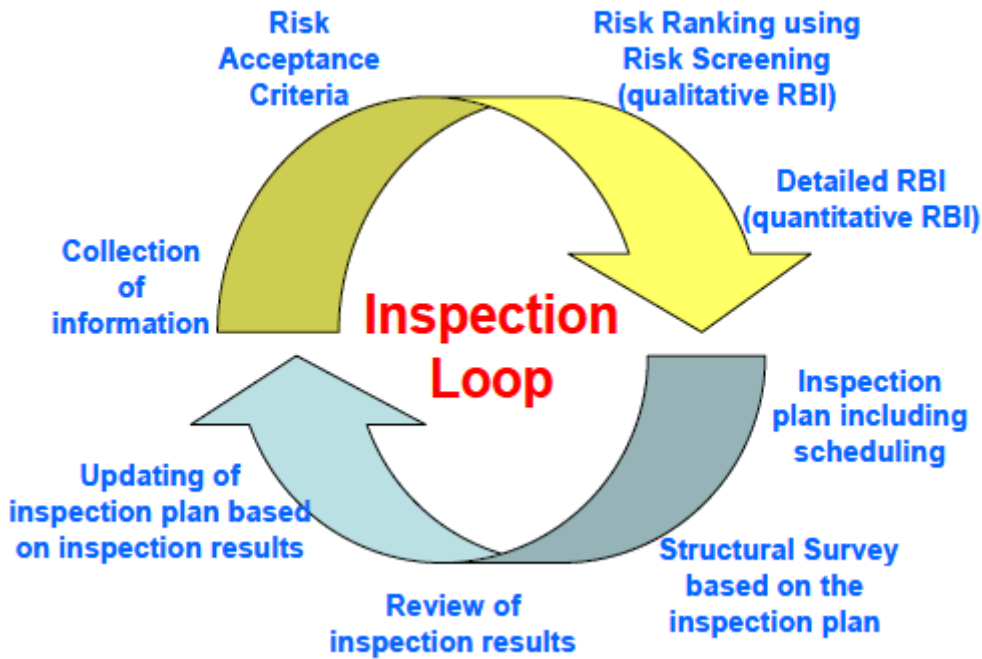 Risk
Acceptance
Criteria
Risk Ranking using
Risk Screening
(qualitative RBI)
Detailed RBI
(quantitative RBI)
Collection
of
information
Inspection
Loop
Inspection
plan including
scheduling
Updating of
inspection plan based
on inspection results
Structural Survey
based on the
inspection plan
Review of
inspection results